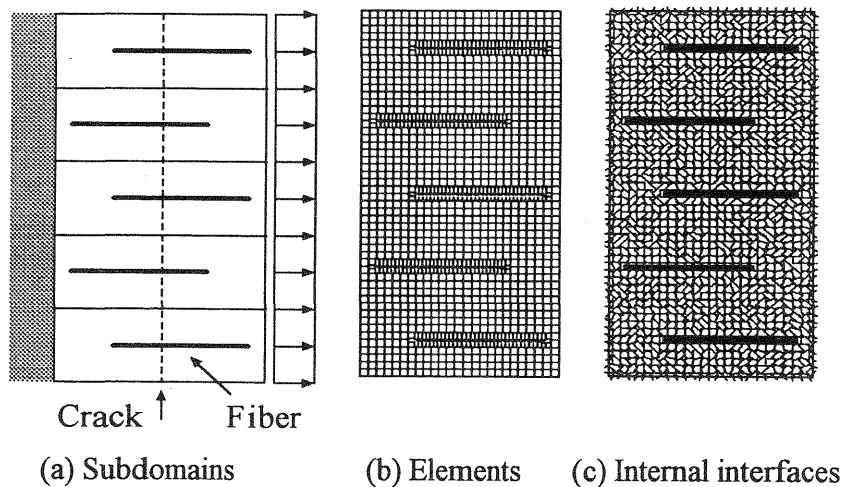 Crack
Fiber
(a) Subdomains
(b) Elements
(c) Internal interfaces